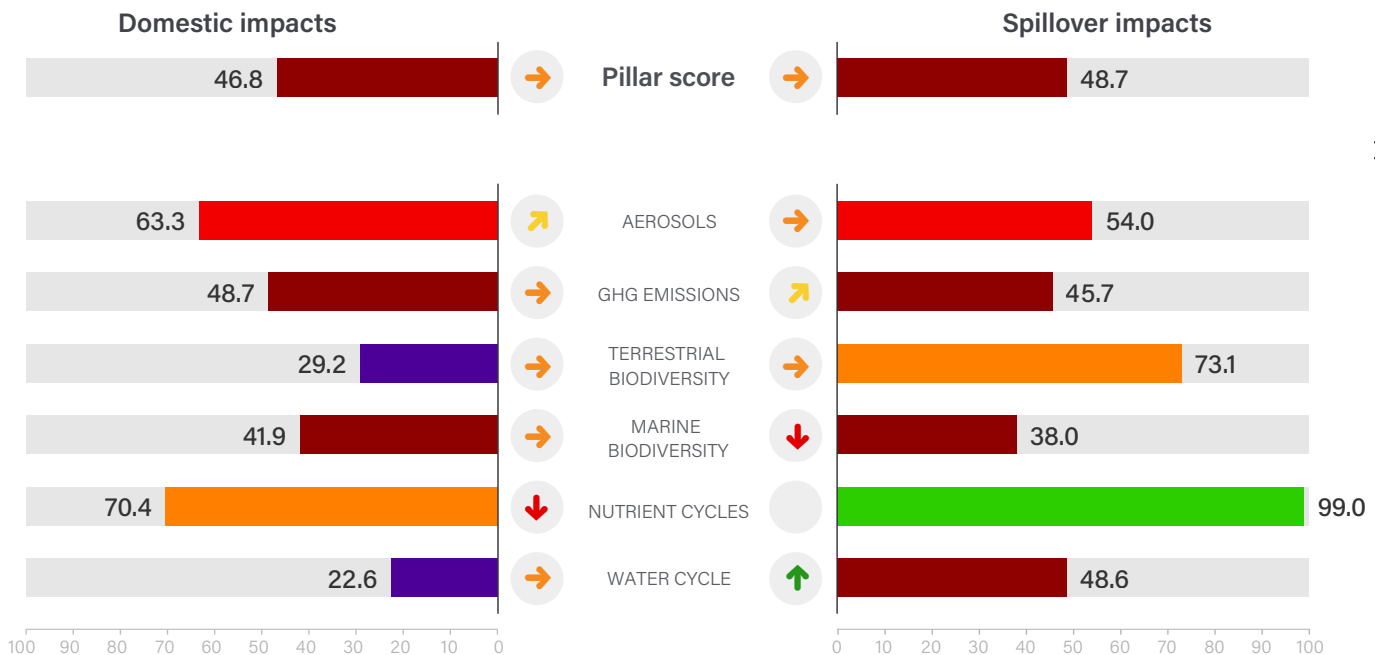 Domestic impacts
Spillover impacts
46.8
Pillar score
48.7
63.3
AEROSOLS
54.0
48.7
GHG EMISSIONS
45.7
29.2
TERRESTRIAL
BIODIVERSITY
73.1
41.9
MARINE
BIODIVERSITY
38.0
70.4
NUTRIENT CYCLES
99.0
22.6
WATER CYCLE
48.6
100 90 80 70 60 50 40 30 20 10 0
0 10 20 30 40 50 60 70 80 90 100